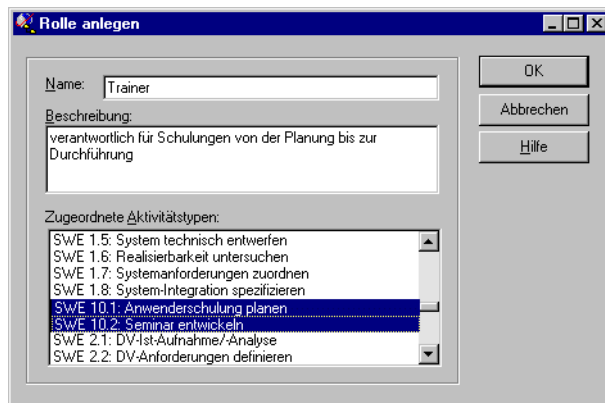 Rolle anlegen
Name: Trainer
OK
Abbrechen
Hilfe
Beschreibung:
verantwortlich für Schulungen von der Planung bis zur
Durchführung
Zugeordnete Aktivitätstypen:
SWE 1.5: System technisch entwerfen
SWE 1.6: Realisierbarkeit untersuchen
SWE 1.7: Systemanforderungen zuordnen
SWE 1.8: System-Integration spezifizieren
SWE 10.1: Anwenderschulung planen
SWE 10.2: Seminar entwickeln
SWE 2.1: DV-Ist-Aufnahme/-Analyse
SWE 2.2: DV-Anforderungen definieren